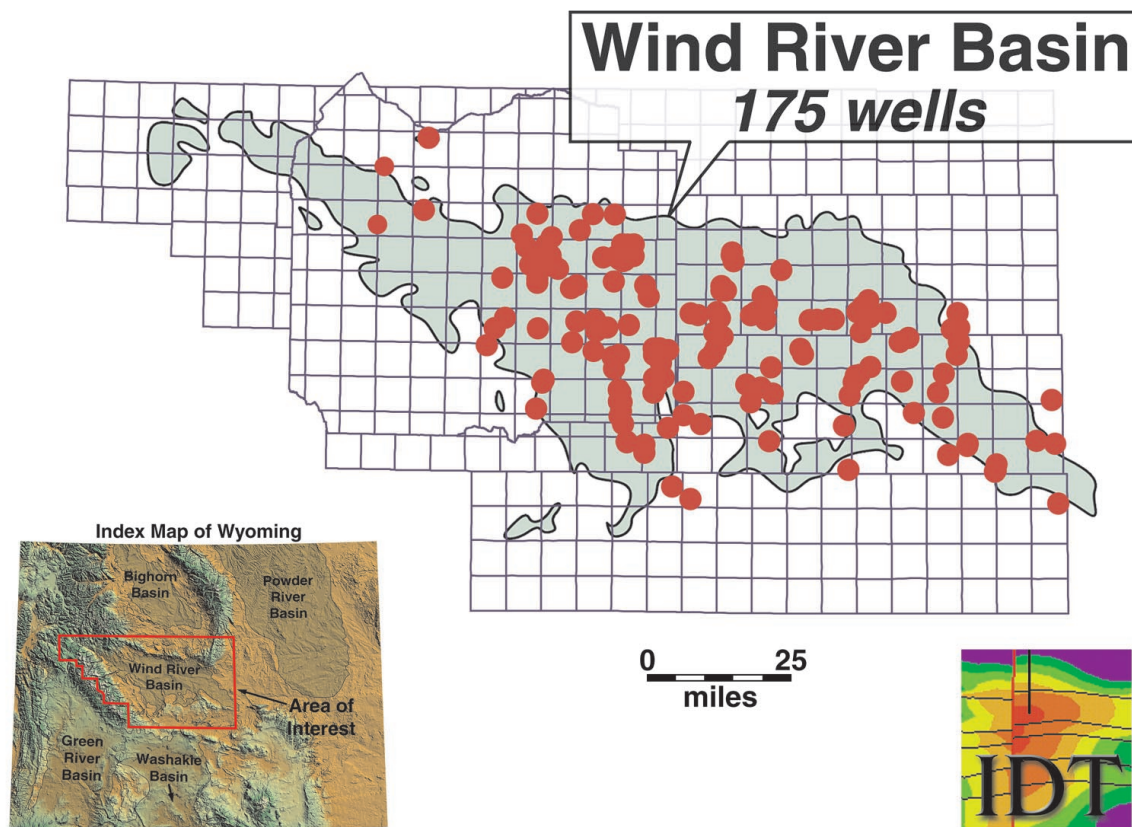 Wind River Basin
175 wells
Index Map of Wyoming
Bighorn
Basin
Powder
River
Basin
Wind River
Basin
Area of
Interest
Green
River
Basin
Washakie
Basin
0 25
miles
IDT